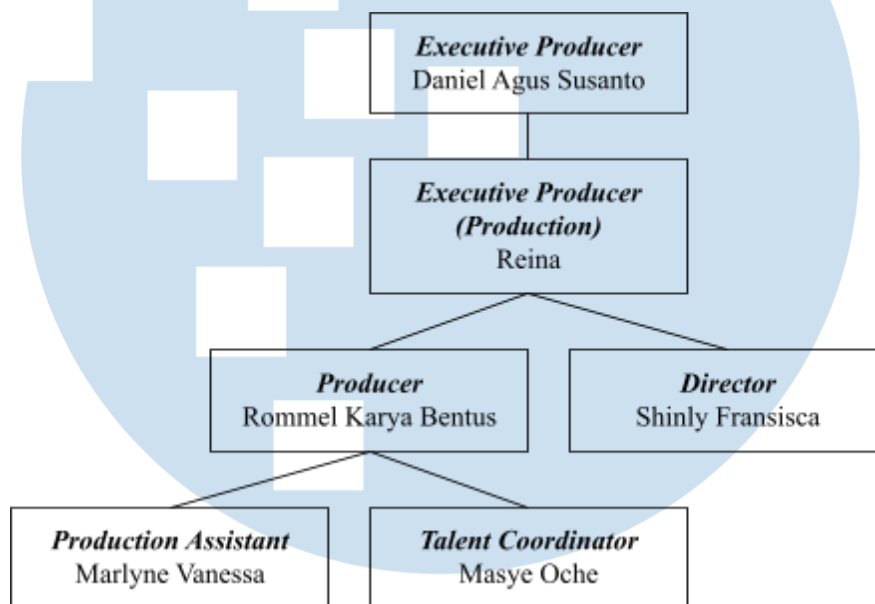 Executive Producer
Daniel Agus Susanto
Executive Producer
(Production)
Reina
Producer
Rommel Karya Bentus
Director
Shinly Fransisca
Production Assistant
Marlyne Vanessa
Talent Coordinator
Masye Oche